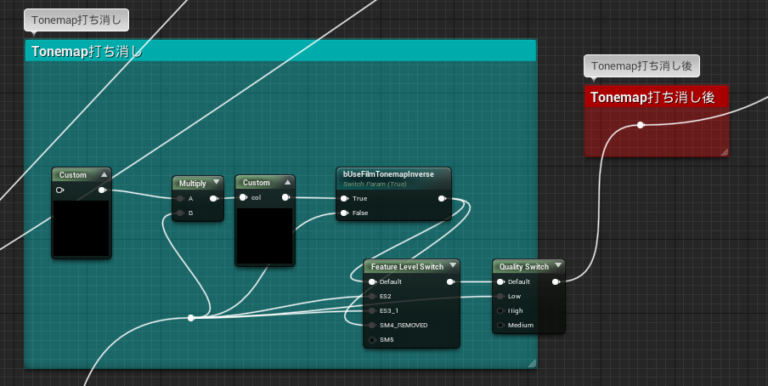 Tonemap打ち消し
Tonemap打ち消し
Tonemap打ち消し後
Tonemap打ち消し後
Custom
Multiply
A
B
Custom
col
bUseFilmTonemapInverse
Switch Param (True)
True
False
Feature Level Switch
Default
ES2
ES3_1
SM4_REMOVED
SM5
Quality Switch
Default
Low
High
Medium